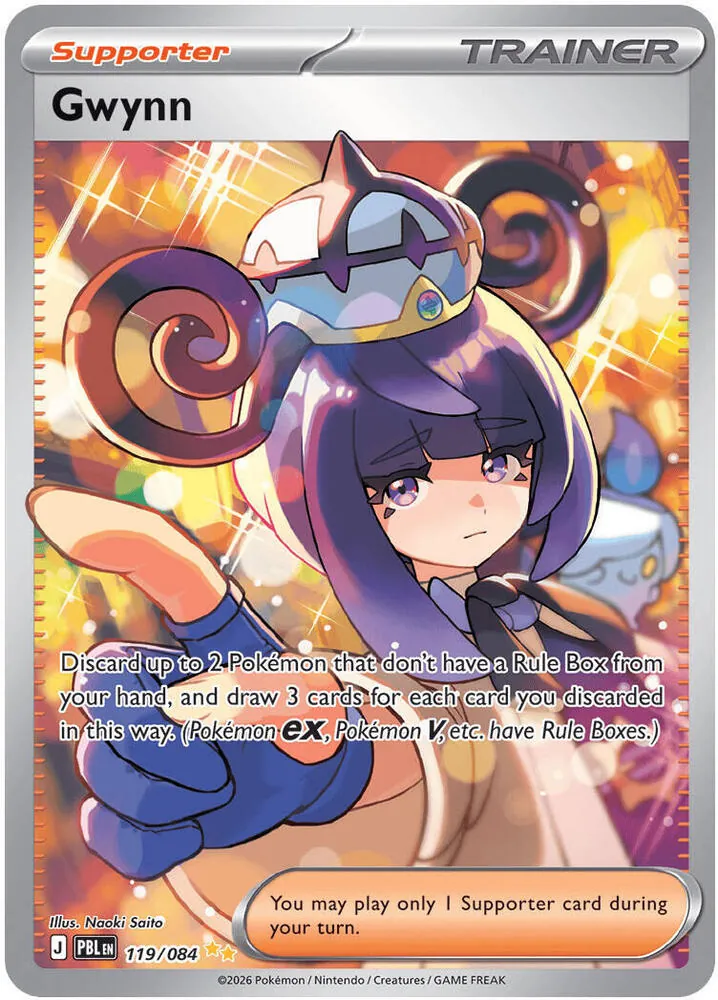 Supporter
TRAINER
Gwynn
Discard up to 2 Pokémon that don't have a Rule Box from
your hand, and draw 3 cards for each card you discarded
in this way. (Pokémon ex, Pokémon V, etc. have Rule Boxes.)
You may play only 1 Supporter card during
your turn.
Illus. Naoki Saito
J PBL EN 119/084
©2026 Pokémon / Nintendo / Creatures / GAME FREAK